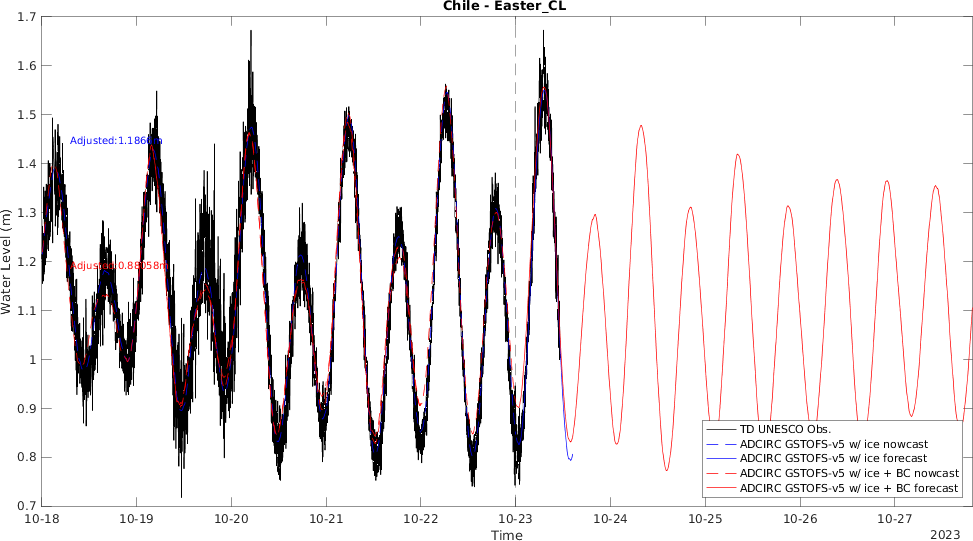 Chile - Easter_CL
1.7
1.6
1.5
1.4
1.3
1.2
1.1
1
0.9
0.8
0.7
Water Level (m)
Adjusted:0.88058m
TD UNESCO Obs.
ADCIRC GSTOFS-v5 w/ ice nowcast
ADCIRC GSTOFS-v5 w/ ice forecast
ADCIRC GSTOFS-v5 w/ ice + BC nowcast
ADCIRC GSTOFS-v5 w/ ice + BC forecast
10-18
10-19
10-20
10-21
10-22
10-23
10-24
10-25
10-26
10-27
Time
2023